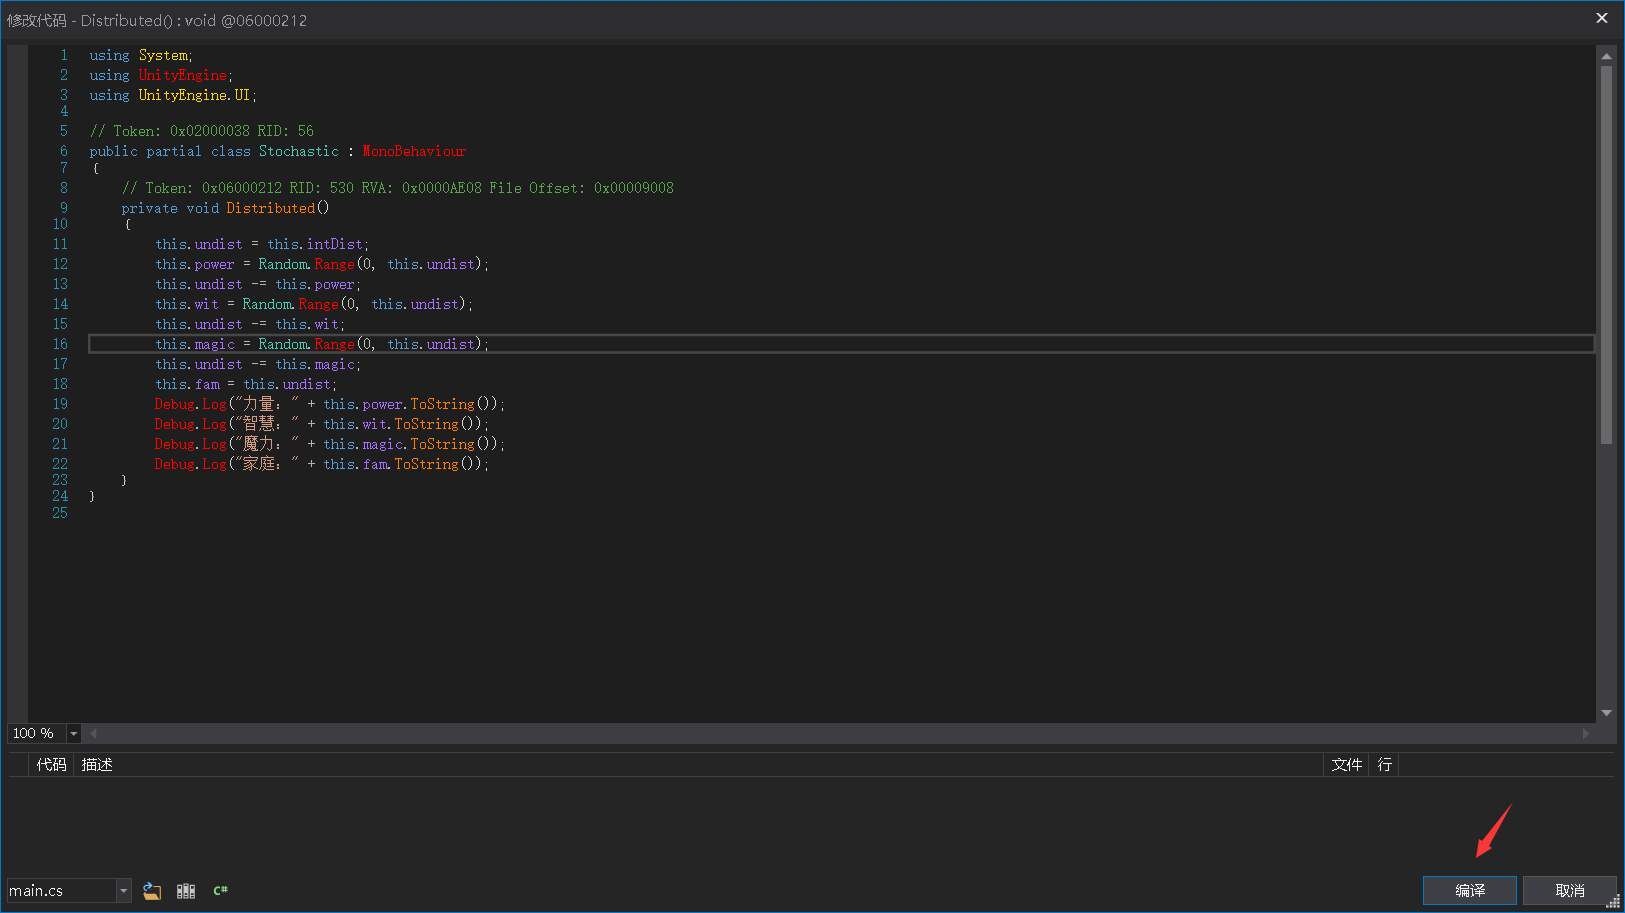 修改代码 - Distributed() : void @06000212
1 using System;
2 using UnityEngine;
3 using UnityEngine.UI;
4
5 // Token: 0x02000038 RID: 56
6 public partial class Stochastic : MonoBehaviour
7 {
8 // Token: 0x06000212 RID: 530 RVA: 0x0000AE08 File Offset: 0x00009008
9 private void Distributed()
10 {
11 this.undist = this.intDist;
12 this.power = Random.Range(0, this.undist);
13 this.undist -= this.power;
14 this.wit = Random.Range(0, this.undist);
15 this.undist -= this.wit;
16 this.magic = Random.Range(0, this.undist);
17 this.undist -= this.magic;
18 this.fam = this.undist;
19 Debug.Log("力量：" + this.power.ToString());
20 Debug.Log("智慧：" + this.wit.ToString());
21 Debug.Log("魔力：" + this.magic.ToString());
22 Debug.Log("家庭：" + this.fam.ToString());
23 }
24 }
25
100 %
代码 描述 文件 行
main.cs C# 编译 取消